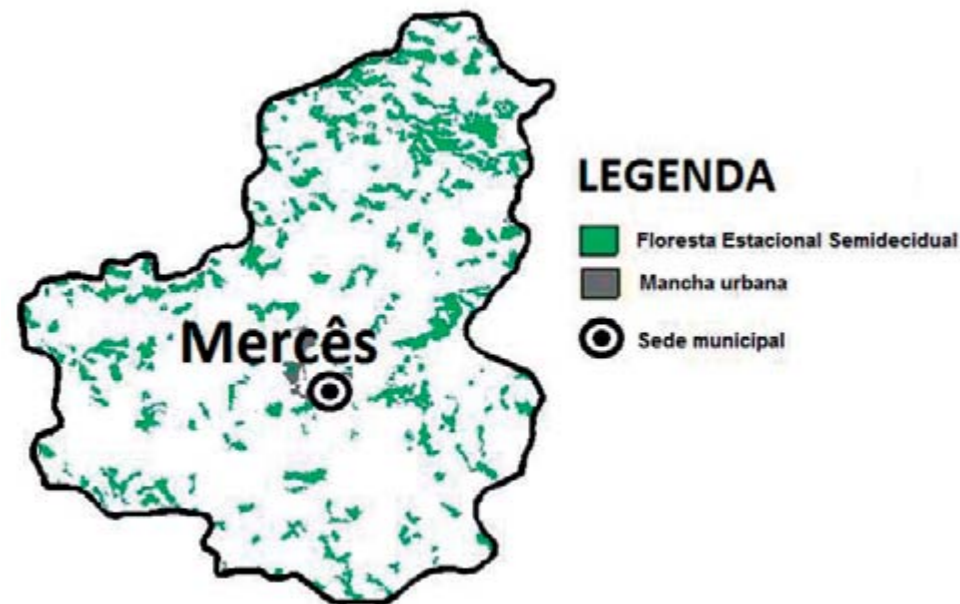 LEGENDA
Floresta Estacional Semidecidual
Mancha urbana
Mercês
Sede municipal